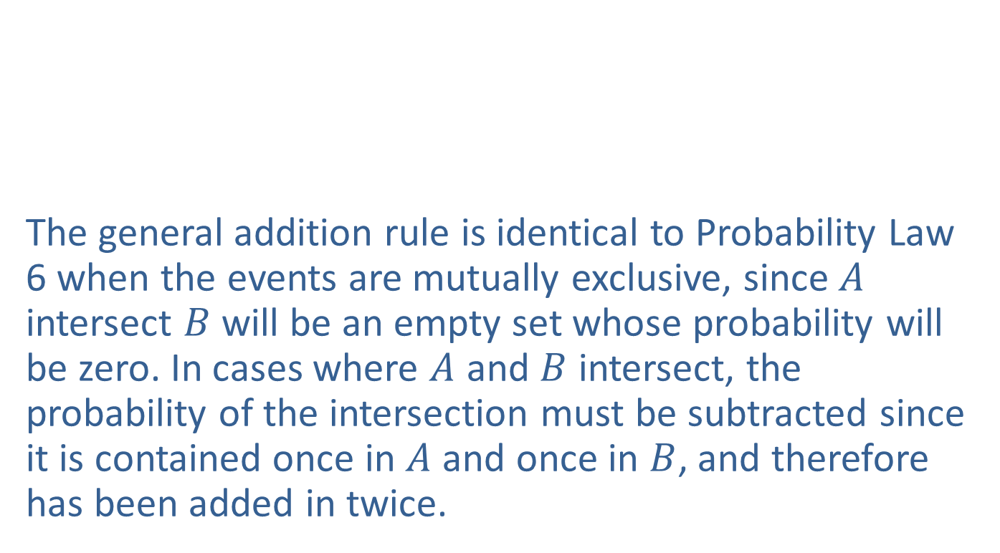 The general addition rule is identical to Probability Law
6 when the events are mutually exclusive, since A
intersect B will be an empty set whose probability will
be zero. In cases where A and B intersect, the
probability of the intersection must be subtracted since
it is contained once in A and once in B, and therefore
has been added in twice.